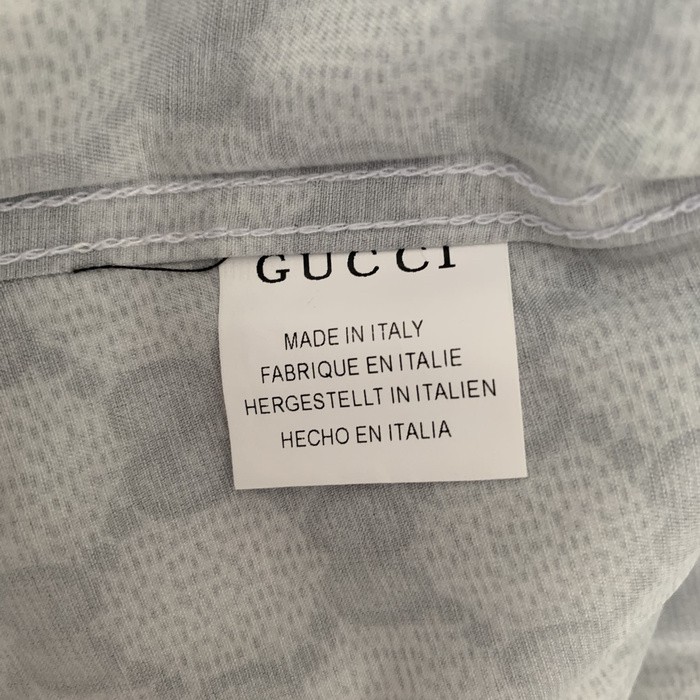 GUCCI
MADE IN ITALY
FABRIQUE EN ITALIE
HERGESTELLT IN ITALIEN
HECHO EN ITALIA